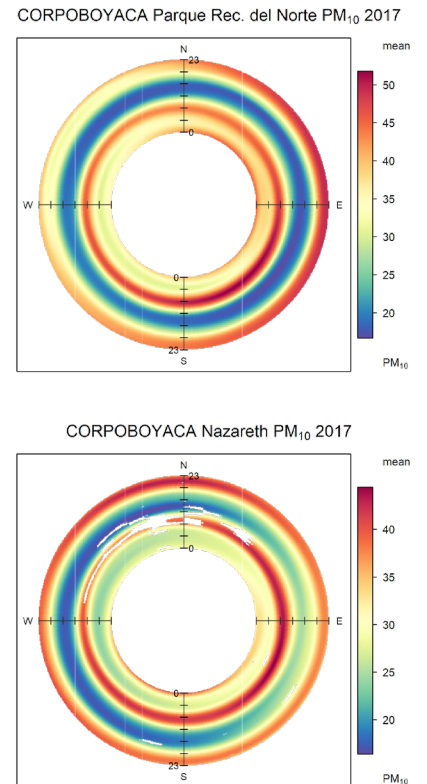 CORPOBOYACA Parque Rec. del Norte PM₁₀ 2017
mean
N
23
50
45
0
40
W
E
35
30
25
0
20
23
S
PM₁₀
CORPOBOYACA Nazareth PM₁₀ 2017
mean
N
23
40
0
35
W
E
30
25
0
20
23
S
PM₁₀